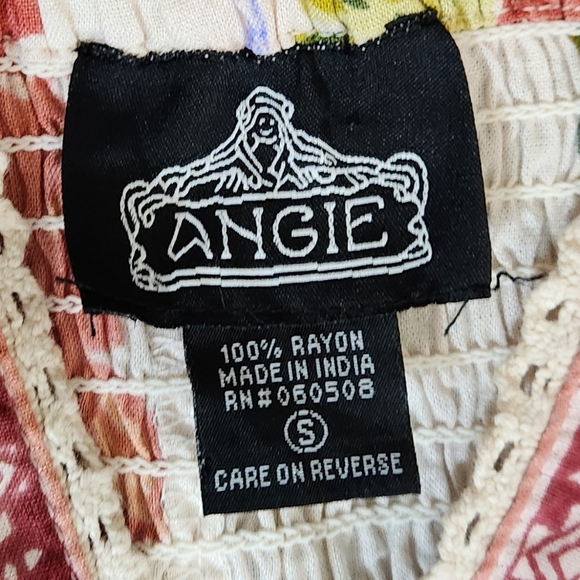 ANGIE
100% RAYON
MADE IN INDIA
RN#060508
S
CARE ON REVERSE